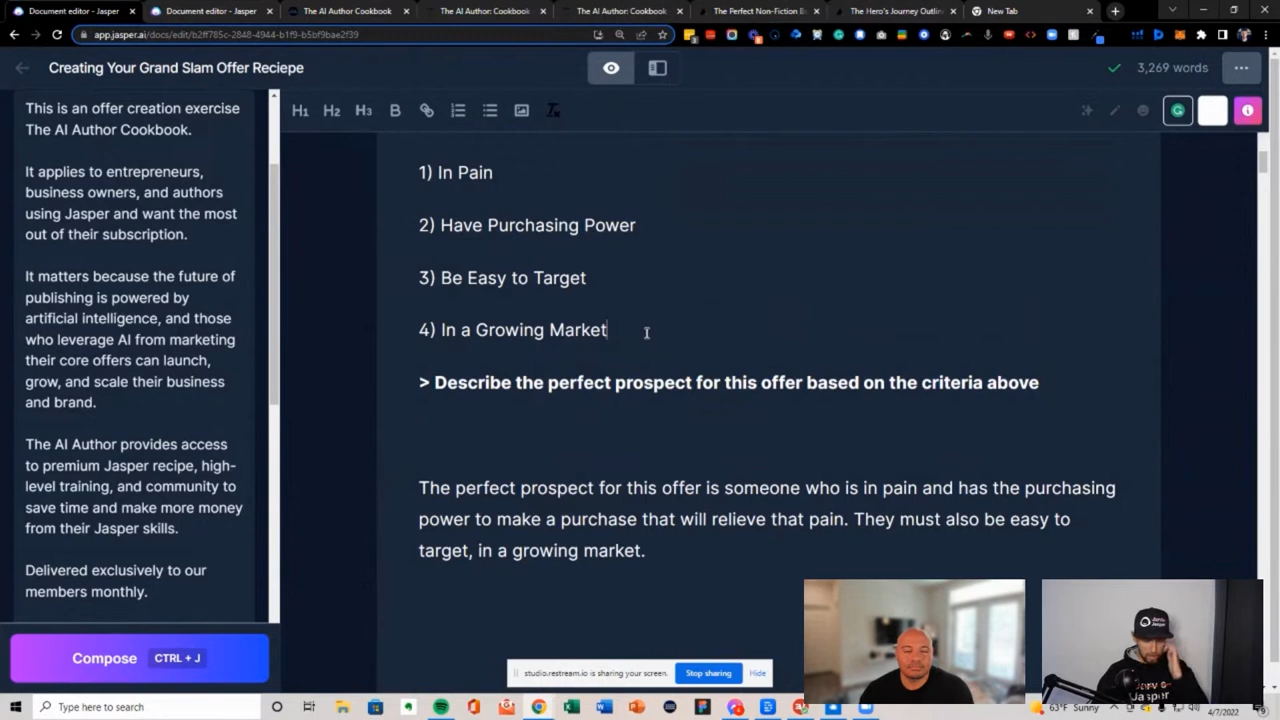 Document editor - Jasper
Document editor - Jasper
The AI Author Cookbook
The AI Author: Cookbook
The AI Author: Cookbook
The Perfect Non-Fiction B
The Hero's Journey Outlin
New Tab
app.jasper.ai/docs/edit/b2ff785c-2848-4944-b1f9-b5bf9bae2f39
Creating Your Grand Slam Offer Reciepe
3,269 words
H1 H2 H3 B
This is an offer creation exercise
The AI Author Cookbook.
It applies to entrepreneurs,
business owners, and authors
using Jasper and want the most
out of their subscription.
It matters because the future of
publishing is powered by
artificial intelligence, and those
who leverage AI from marketing
their core offers can launch,
grow, and scale their business
and brand.
The AI Author provides access
to premium Jasper recipe, high-
level training, and community to
save time and make more money
from their Jasper skills.
Delivered exclusively to our
members monthly.
Compose CTRL + J
1) In Pain
2) Have Purchasing Power
3) Be Easy to Target
4) In a Growing Market
> Describe the perfect prospect for this offer based on the criteria above
The perfect prospect for this offer is someone who is in pain and has the purchasing
power to make a purchase that will relieve that pain. They must also be easy to
target, in a growing market.
studio.restream.io is sharing your screen. Stop sharing Hide
Jasper
Type here to search
63°F Sunny
4/7/2022